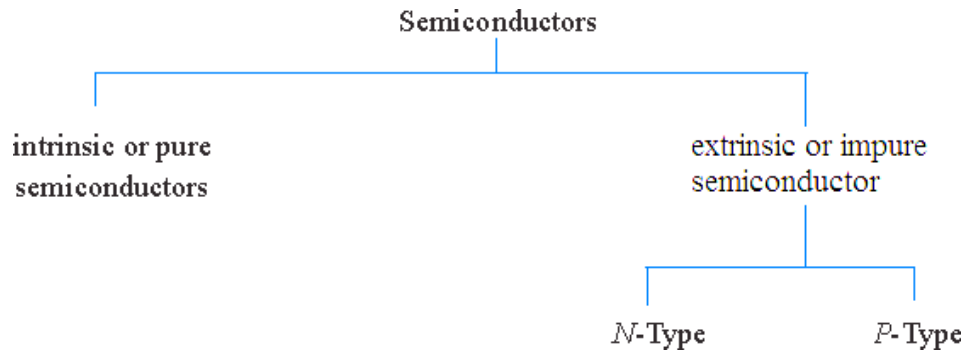 Semiconductors
intrinsic or pure
semiconductors
extrinsic or impure
semiconductor
N-Type
P-Type